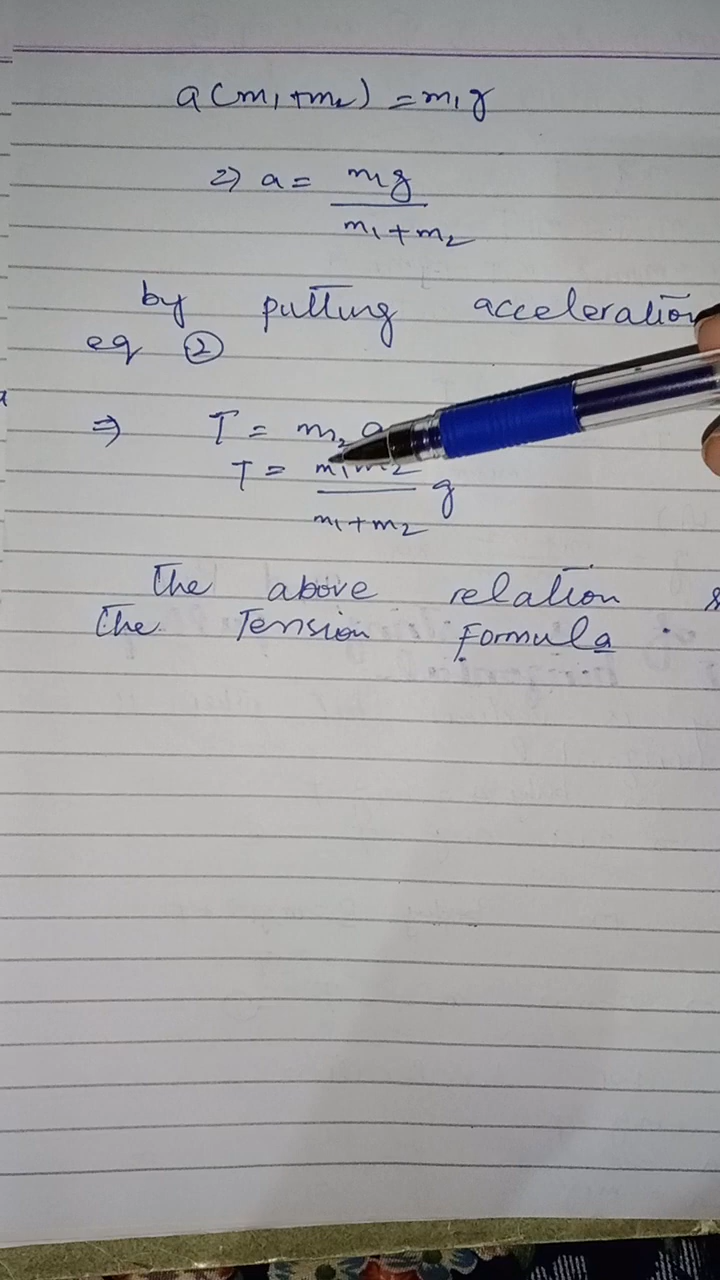 a(m₁+m₂) = m₁g
⇒ a = m₁g / m₁+m₂
by putting acceleration
eq ②
⇒ T = m₂a
T = m₁m₂ / m₁+m₂ g
The above relation
the Tension Formula.